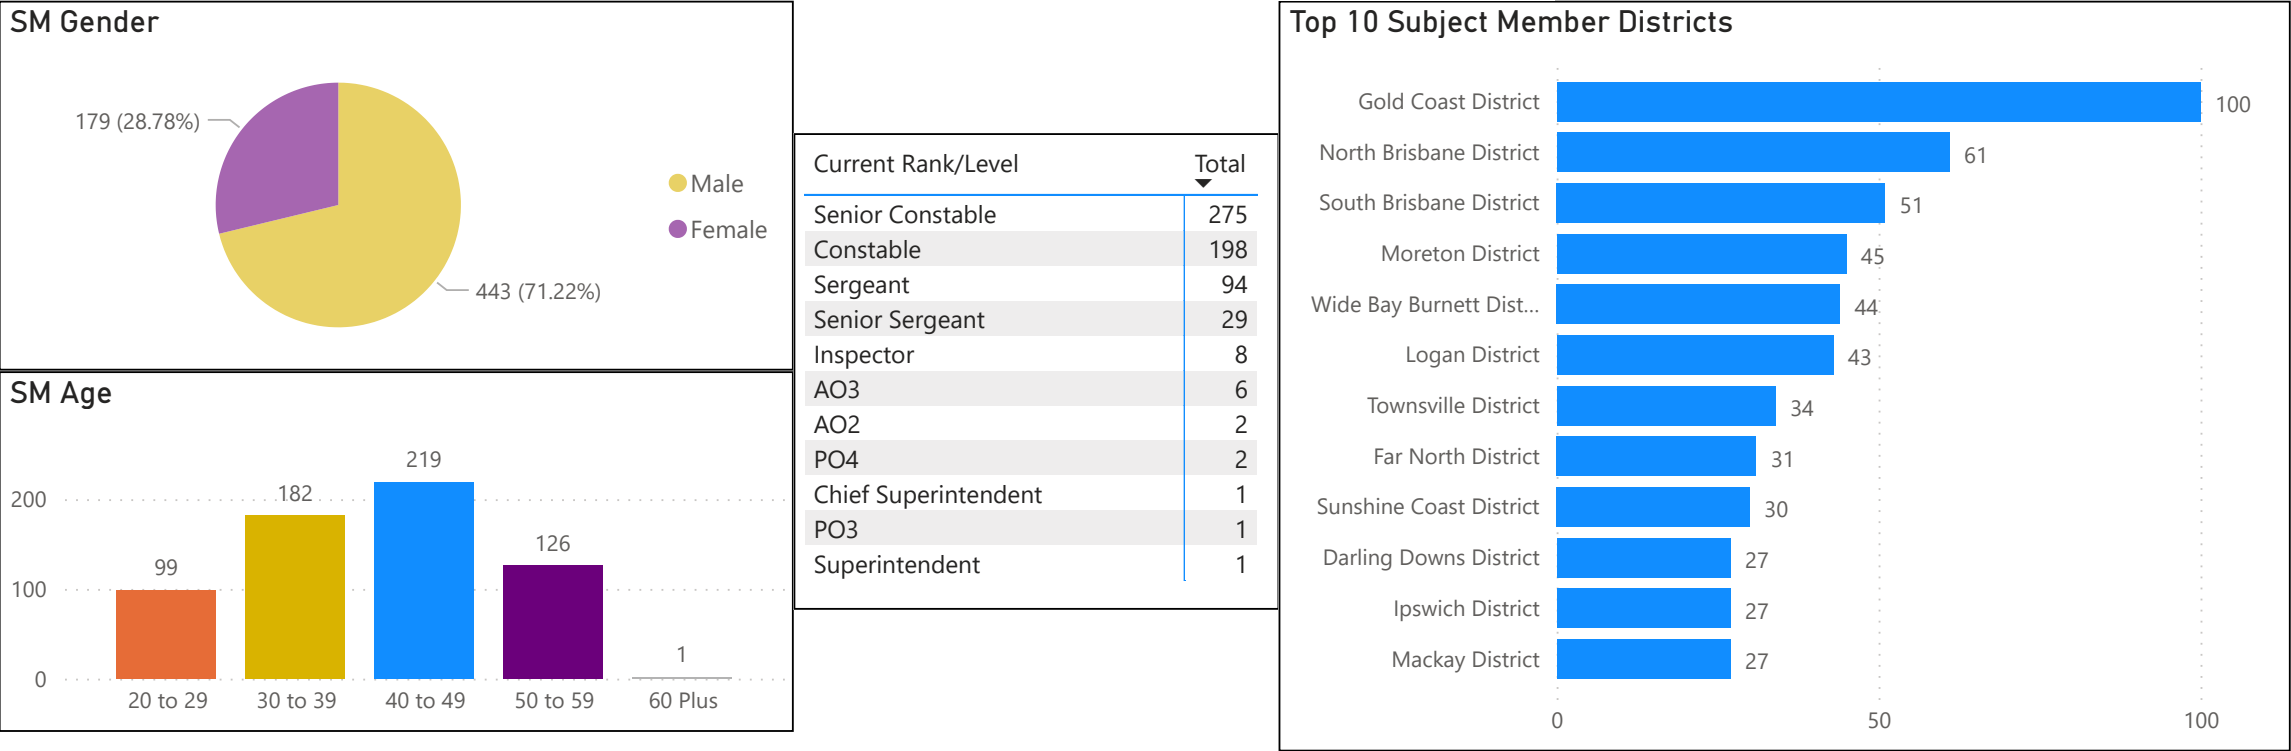 SM Gender
179 (28.78%)
443 (71.22%)
Male
Female
SM Age
200
100
0
99
182
219
126
1
20 to 29
30 to 39
40 to 49
50 to 59
60 Plus
Current Rank/Level Total
Senior Constable 275
Constable 198
Sergeant 94
Senior Sergeant 29
Inspector 8
AO3 6
AO2 2
PO4 2
Chief Superintendent 1
PO3 1
Superintendent 1
Top 10 Subject Member Districts
Gold Coast District 100
North Brisbane District 61
South Brisbane District 51
Moreton District 45
Wide Bay Burnett Dist... 44
Logan District 43
Townsville District 34
Far North District 31
Sunshine Coast District 30
Darling Downs District 27
Ipswich District 27
Mackay District 27
0 50 100